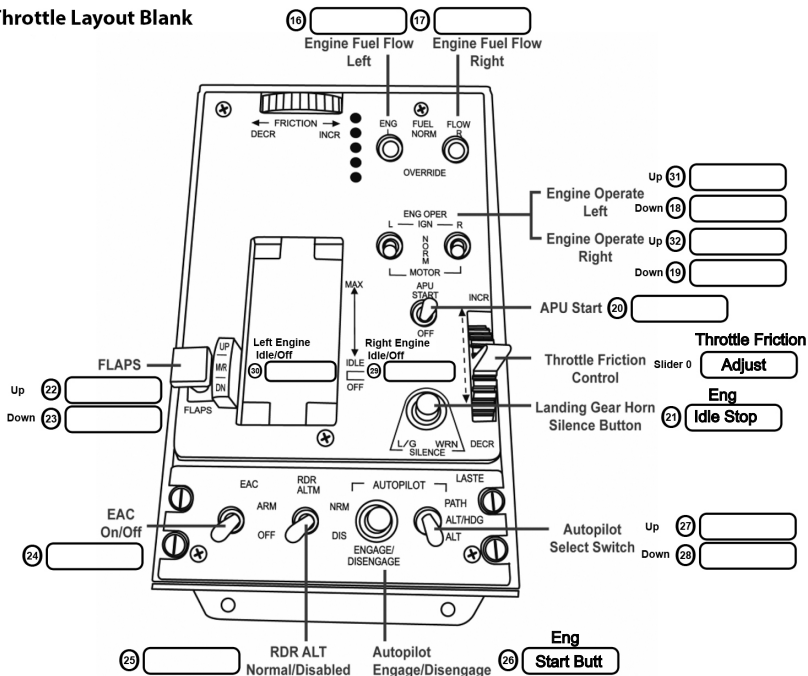 Throttle Layout Blank
16 17
Engine Fuel Flow Left
Engine Fuel Flow Right
FRICTION
DECR INCR
ENG L FUEL NORM FLOW R
OVERRIDE
ENG OPER
L IGN R
NORM
MOTOR
Engine Operate Left
Up 31
Down 18
Engine Operate Right
Up 32
Down 19
APU START
OFF
APU Start 20
MAX
IDLE
OFF
INCR
DECR
Left Engine Idle/Off
30
Right Engine Idle/Off
29
Throttle Friction
Throttle Friction Control
Slider 0 Adjust
FLAPS
UP
M/R
DN
FLAPS
Up 22
Down 23
Landing Gear Horn Silence Button
Eng
21 Idle Stop
L/G WRN
SILENCE
EAC
ARM
OFF
RDR ALTM
NRM
DIS
AUTOPILOT
ENGAGE/
DISENGAGE
LASTE
PATH
ALT/HDG
ALT
EAC On/Off
24
Autopilot Select Switch
Up 27
Down 28
25
RDR ALT
Normal/Disabled
Autopilot
Engage/Disengage
Eng
26 Start Butt